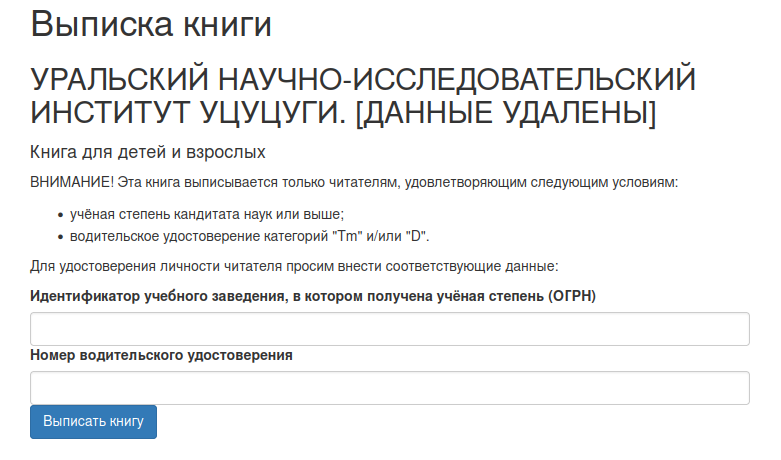 Выписка книги
УРАЛЬСКИЙ НАУЧНО-ИССЛЕДОВАТЕЛЬСКИЙ
ИНСТИТУТ УЦУЦУГИ. [ДАННЫЕ УДАЛЕНЫ]
Книга для детей и взрослых
ВНИМАНИЕ! Эта книга выписывается только читателям, удовлетворяющим следующим условиям:
• учёная степень кандитата наук или выше;
• водительское удостоверение категорий "Tm" и/или "D".
Для удостоверения личности читателя просим внести соответствующие данные:
Идентификатор учебного заведения, в котором получена учёная степень (ОГРН)
Номер водительского удостоверения
Выписать книгу